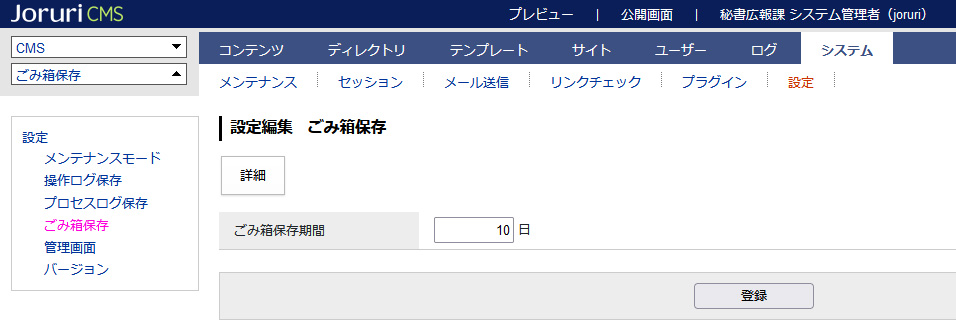 Joruri CMS
プレビュー | 公開画面 | 秘書広報課 システム管理者 (joruri)
CMS
ごみ箱保存
コンテンツ ディレクトリ テンプレート サイト ユーザー ログ システム
メンテナンス セッション メール送信 リンクチェック プラグイン 設定
設定
メンテナンスモード
操作ログ保存
プロセスログ保存
ごみ箱保存
管理画面
バージョン
設定編集 ごみ箱保存
詳細
ごみ箱保存期間 10 日
登録